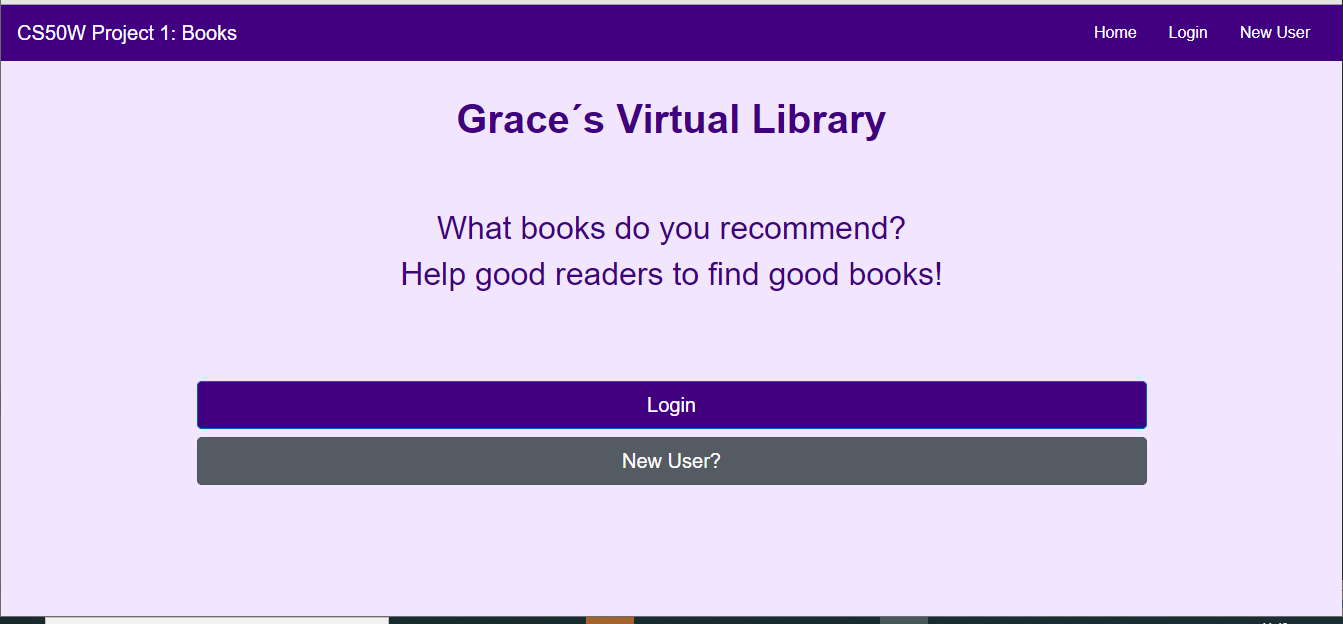 CS50W Project 1: Books
Home
Login
New User
Grace´s Virtual Library
What books do you recommend?
Help good readers to find good books!
Login
New User?